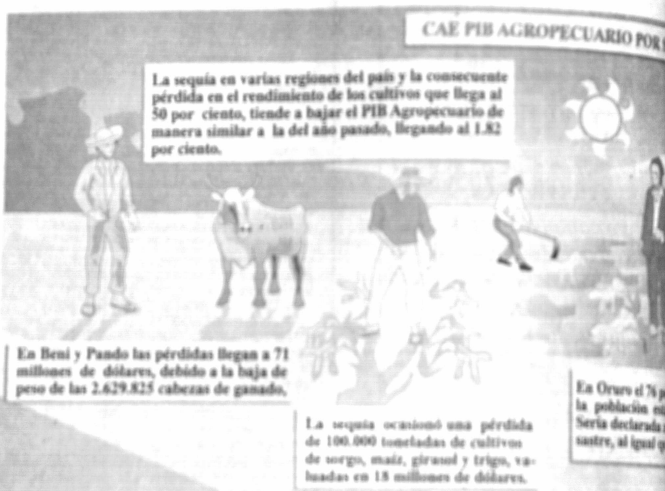 CAE PIB AGROPECUARIO POR
La sequía en varias regiones del país y la consecuente
pérdida en el rendimiento de los cultivos que llega al
50 por ciento, tiende a bajar el PIB Agropecuario de
manera similar a la del año pasado, llegando al 1.82
por ciento.
En Beni y Pando las pérdidas llegan a 71
millones de dólares, debido a la baja de
peso de las 2.629.825 cabezas de ganado.
La sequía ocasionó una pérdida
de 100.000 toneladas de cultivos
de sorgo, maíz, girasol y trigo, va-
luadas en 18 millones de dólares.
En Oruro el 76 p
la población
Sería declarada
sastre, al igual q